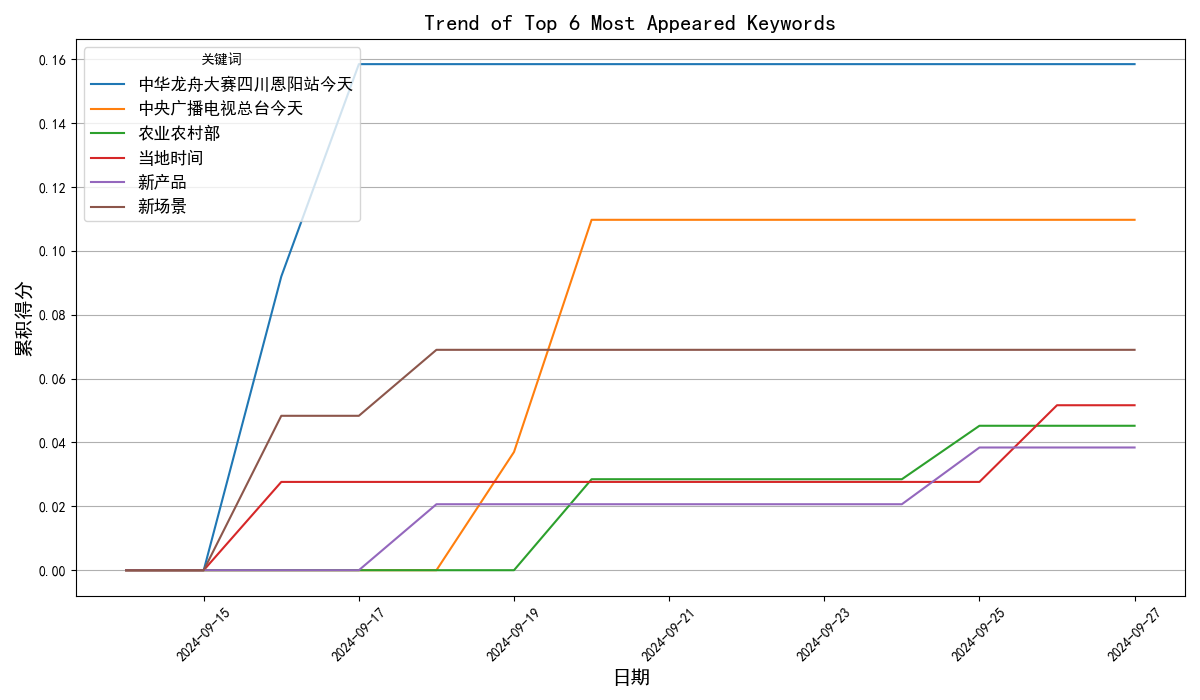 Trend of Top 6 Most Appeared Keywords
关键词
中华龙舟大赛四川恩阳站今天
中央广播电视总台今天
农业农村部
当地时间
新产品
新场景
累积得分
0.16
0.14
0.12
0.10
0.08
0.06
0.04
0.02
0.00
2024-09-15
2024-09-17
2024-09-19
2024-09-21
2024-09-23
2024-09-25
2024-09-27
日期